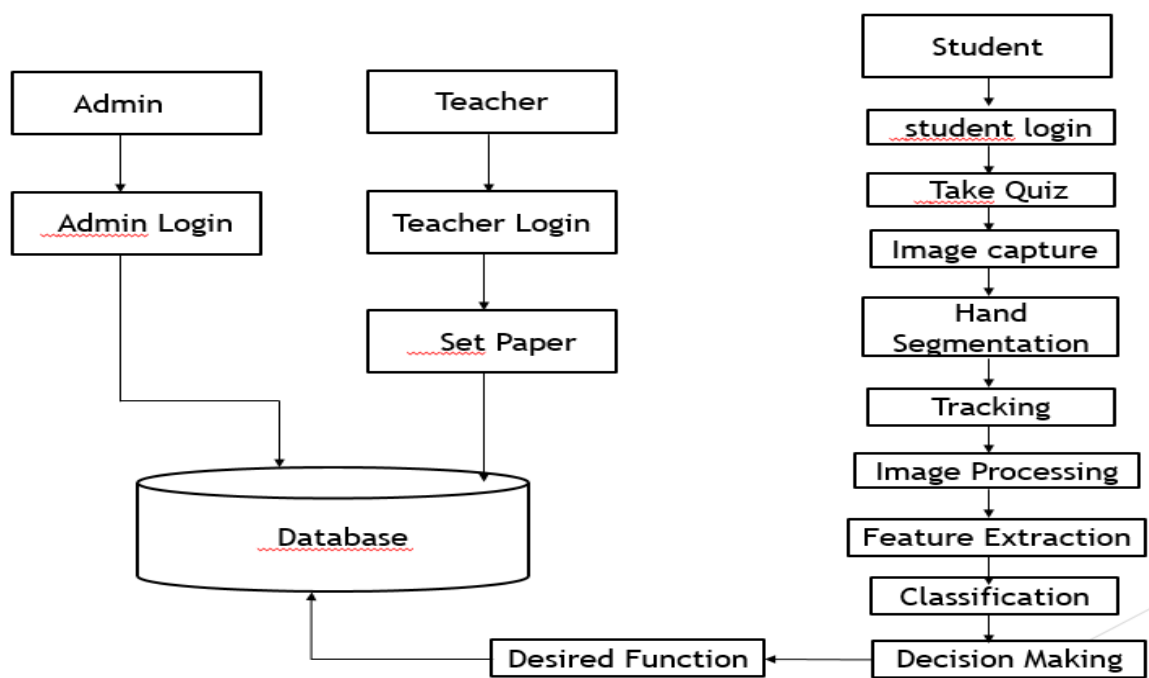 Admin
Admin Login
Teacher
Teacher Login
Set Paper
Database
Student
student login
Take Quiz
Image capture
Hand
Segmentation
Tracking
Image Processing
Feature Extraction
Classification
Decision Making
Desired Function